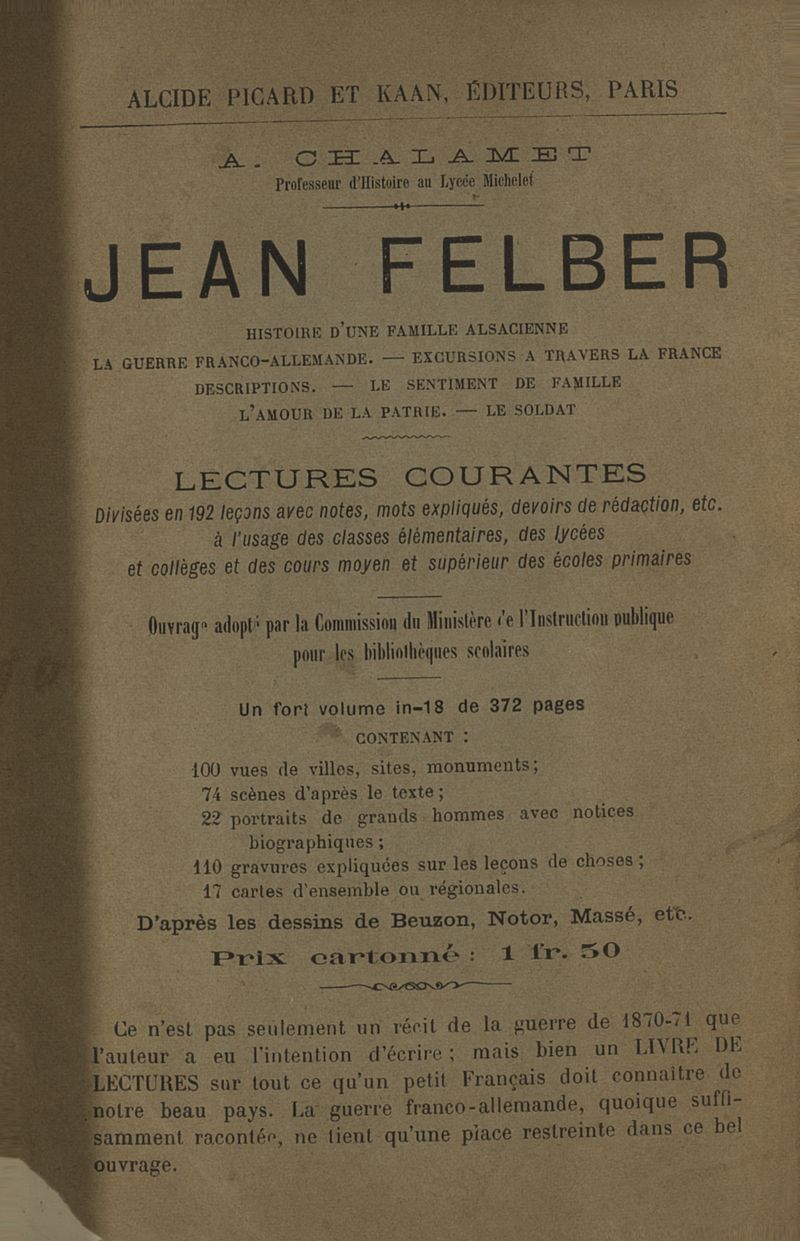 ALCIDE PICARD ET KAAN, ÉDITEURS, PARIS
A. CHALAMET
Professeur d'Histoire au Lycée Michelet
JEAN FELBER
HISTOIRE D'UNE FAMILLE ALSACIENNE
LA GUERRE FRANCO-ALLEMANDE. — EXCURSIONS A TRAVERS LA FRANCE
DESCRIPTIONS. — LE SENTIMENT DE FAMILLE
L'AMOUR DE LA PATRIE. — LE SOLDAT
LECTURES COURANTES
Divisées en 192 leçons avec notes, mots expliqués, devoirs de rédaction, etc.
à l'usage des classes élémentaires, des lycées
et collèges et des cours moyen et supérieur des écoles primaires
Ouvrage adopté par la Commission du Ministère de l'Instruction publique
pour les bibliothèques scolaires
Un fort volume in-18 de 372 pages
CONTENANT :
100 vues de villes, sites, monuments;
74 scènes d'après le texte;
22 portraits de grands hommes avec notices
biographiques;
110 gravures expliquées sur les leçons de choses;
17 cartes d'ensemble ou régionales.
D'après les dessins de Beuzon, Notor, Massé, etc.
Prix cartonné : 1 fr. 50
Ce n'est pas seulement un récit de la guerre de 1870-71 que
l'auteur a eu l'intention d'écrire; mais bien un LIVRE DE
LECTURES sur tout ce qu'un petit Français doit connaître de
notre beau pays. La guerre franco-allemande, quoique suffi-
samment racontée, ne tient qu'une place restreinte dans ce bel
ouvrage.